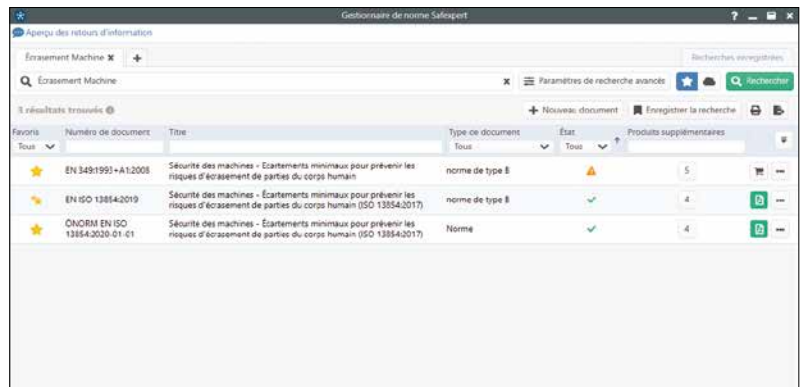 Gestionnaire de norme Safexpert
Aperçu des retours d'information
Écrasement Machine
Recherches enregistrées
Écrasement Machine
Paramètres de recherche avancés
Rechercher
3 résultats trouvés
Nouveau document
Enregistrer la recherche
Favoris Numéro de document Titre Type de document État Produits supplémentaires
Tous Tous Tous
EN 349:1993+A1:2008 Sécurité des machines - Écartements minimaux pour prévenir les risques d'écrasement de parties du corps humain norme de type B 5
EN ISO 13854:2019 Sécurité des machines - Écartements minimaux pour prévenir les risques d'écrasement de parties du corps humain (ISO 13854:2017) norme de type B 4
ÖNORM EN ISO 13854:2020-01-01 Sécurité des machines - Écartements minimaux pour prévenir les risques d'écrasement de parties du corps humain (ISO 13854:2017) Norme 4